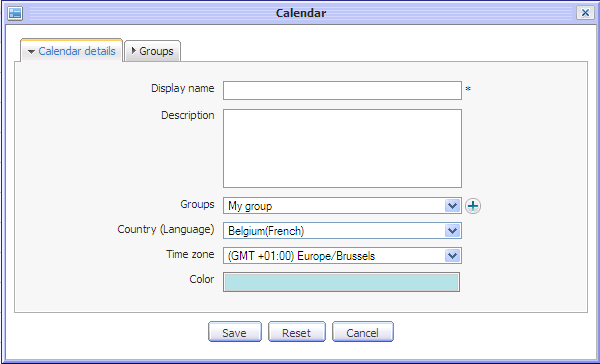 Calendar
Calendar details Groups
Display name *
Description
Groups My group
Country (Language) Belgium(French)
Time zone (GMT +01:00) Europe/Brussels
Color
Save Reset Cancel